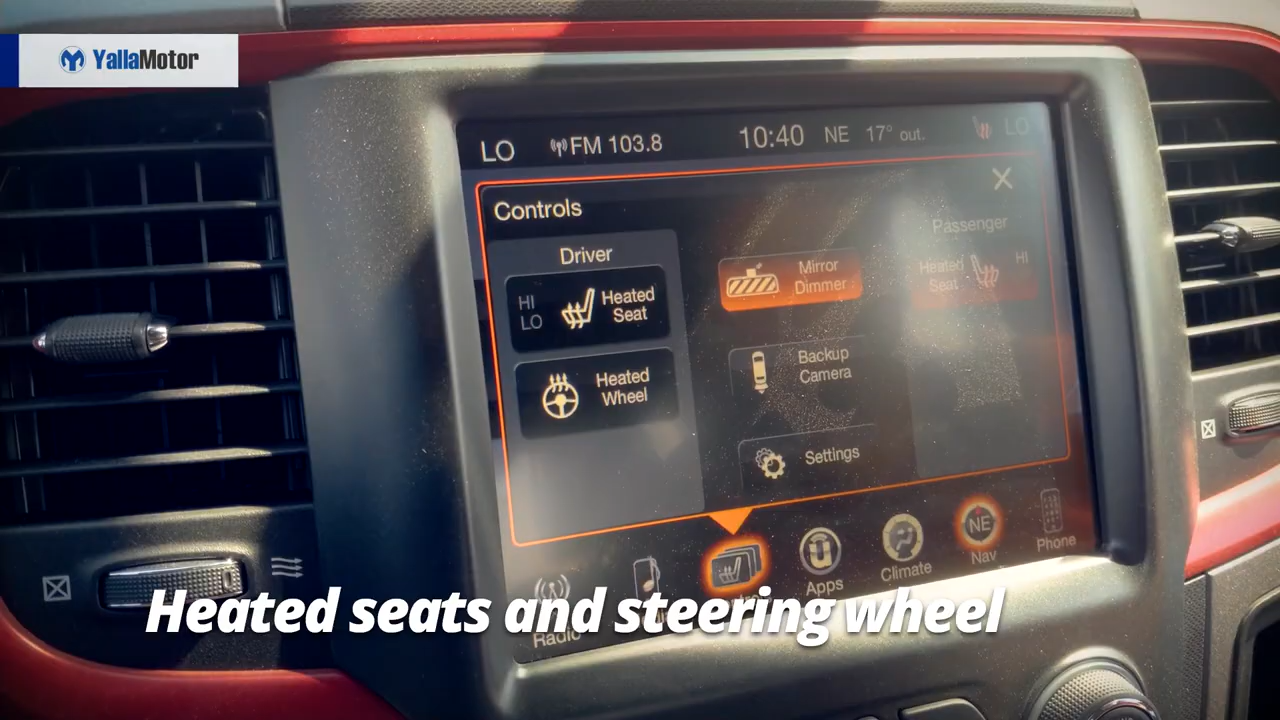 YallaMotor
LO FM 103.8 10:40 NE 17° out. LO
Controls
Driver
Passenger
HI
LO
Heated
Seat
Mirror
Dimmer
Heated
Seat
HI
Heated
Wheel
Backup
Camera
Settings
Radio
Apps
Climate
NE
Nav
Phone
Heated seats and steering wheel